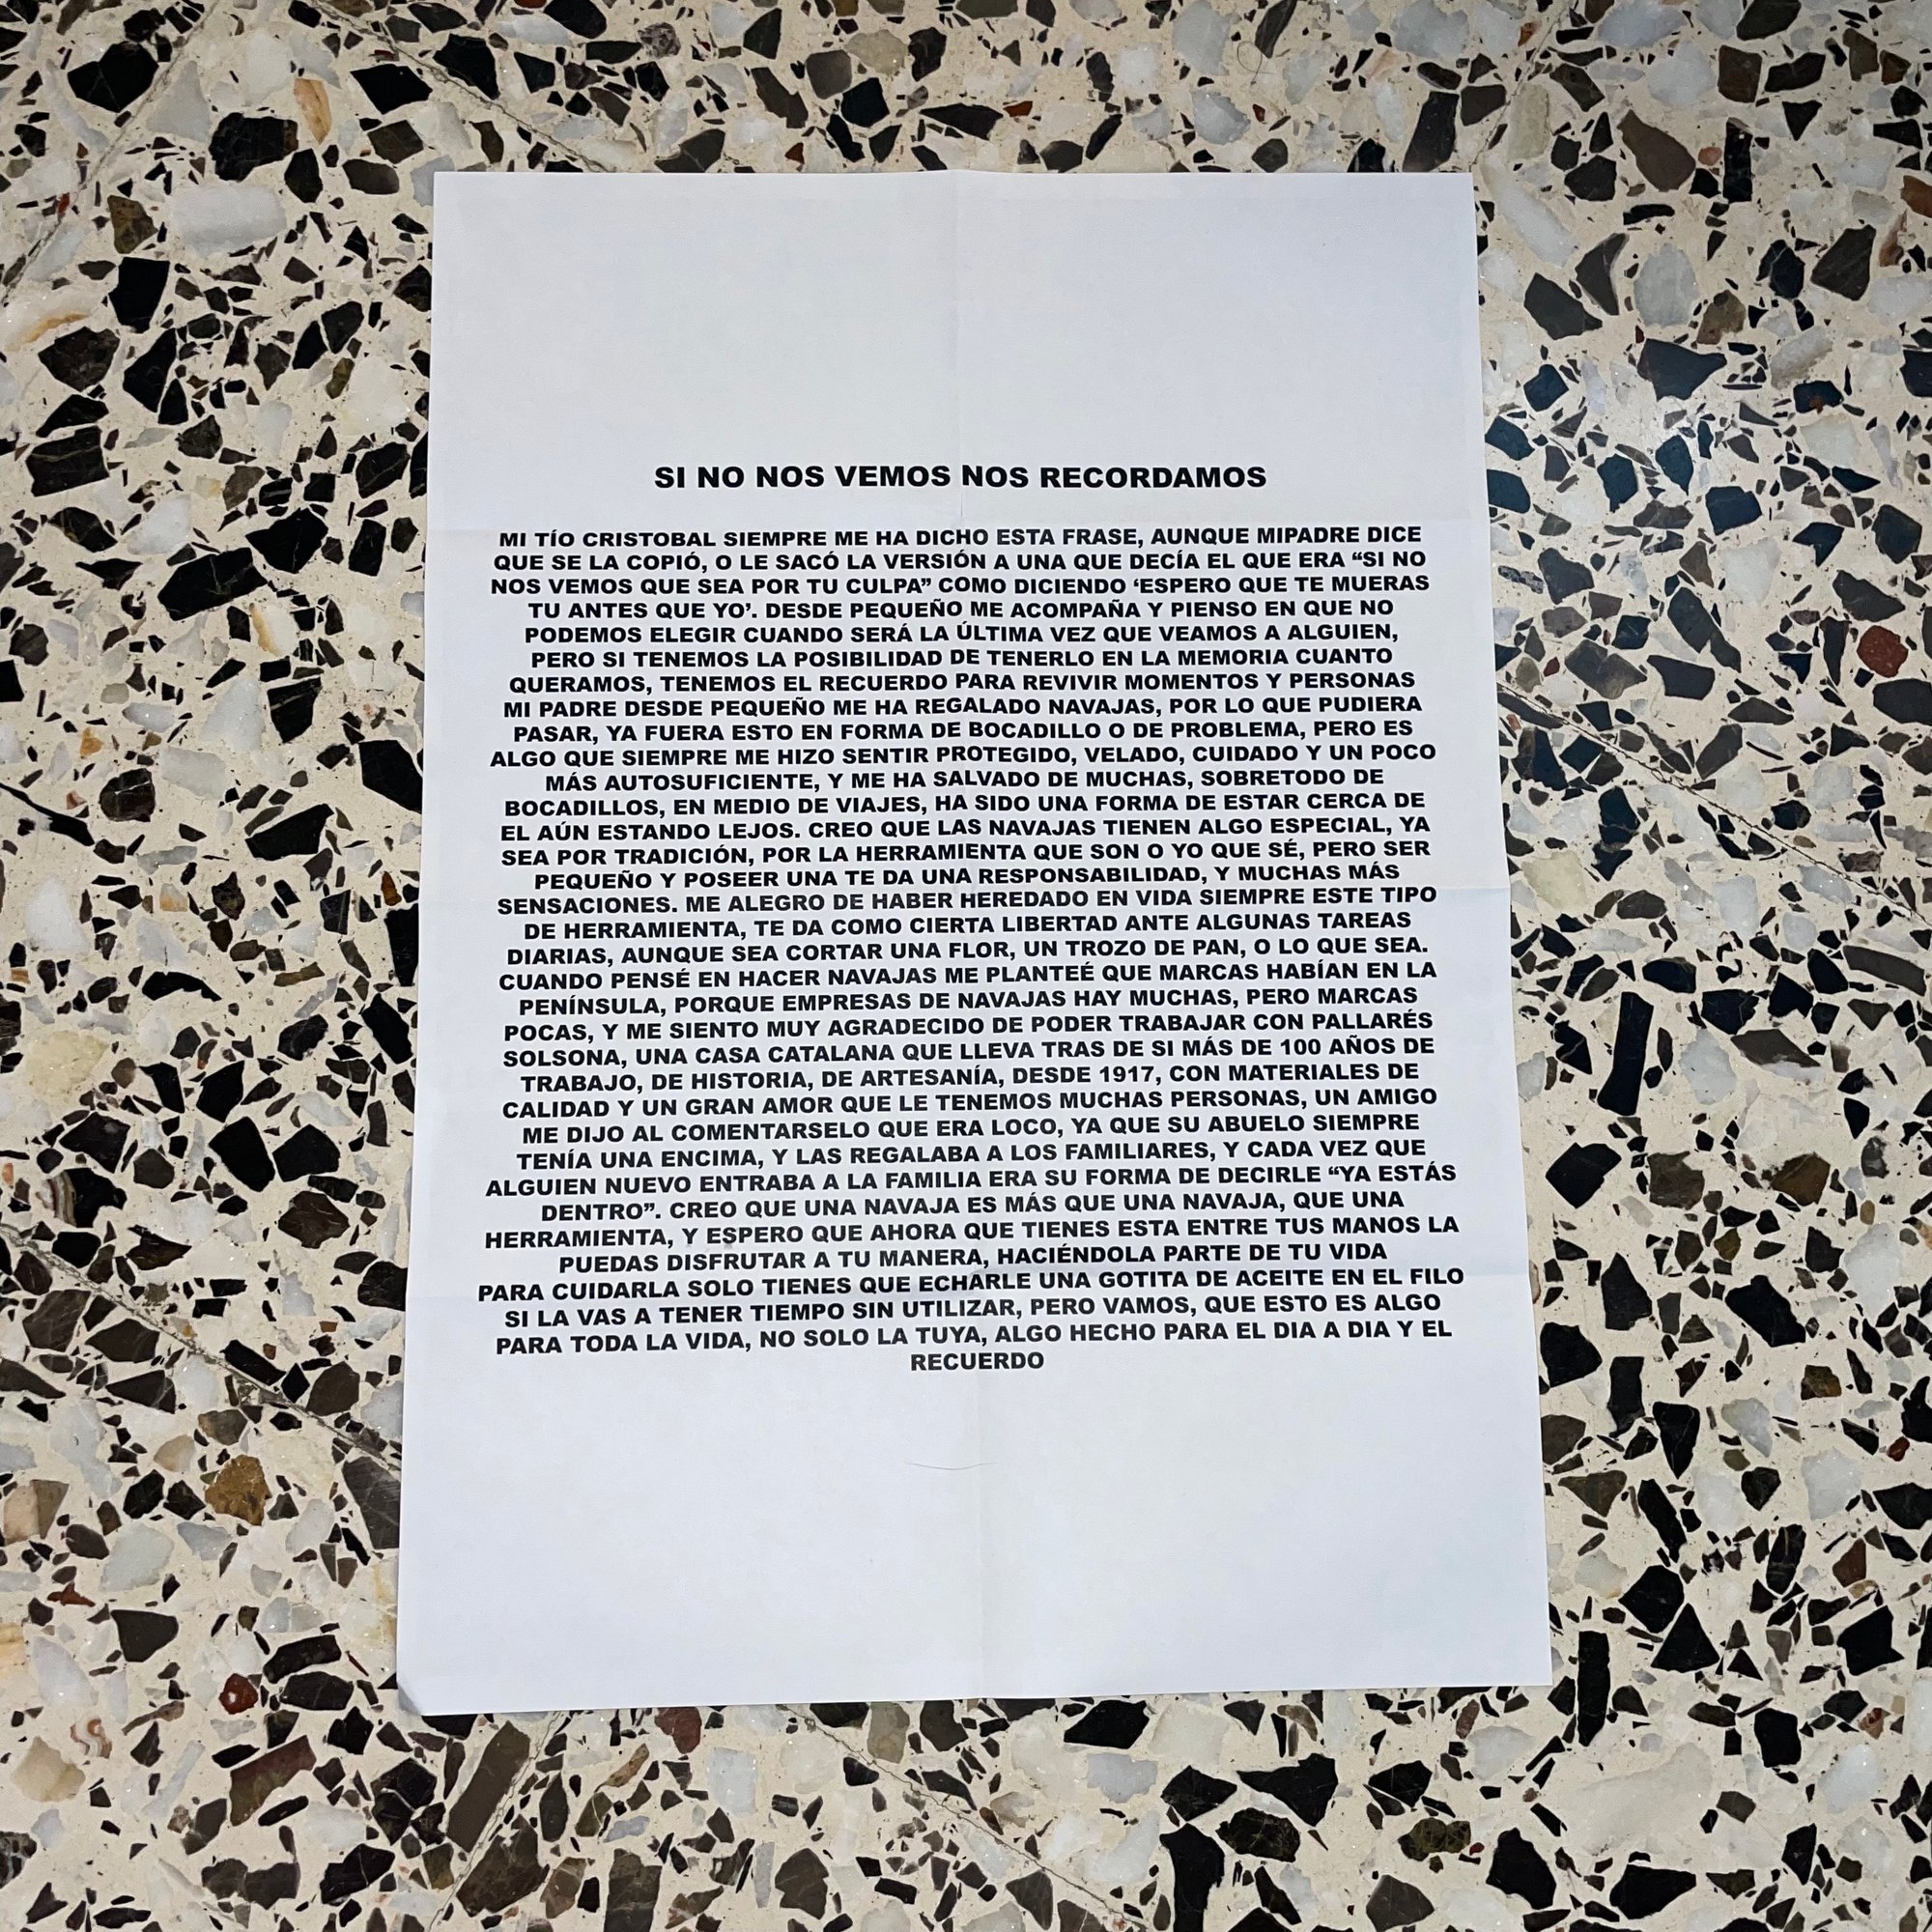 SI NO NOS VEMOS NOS RECORDAMOS
MI TÍO CRISTOBAL SIEMPRE ME HA DICHO ESTA FRASE, AUNQUE MIPADRE DICE
QUE SE LA COPIÓ, O LE SACÓ LA VERSIÓN A UNA QUE DECÍA EL QUE ERA “SI NO
NOS VEMOS QUE SEA POR TU CULPA” COMO DICIENDO ‘ESPERO QUE TE MUERAS
TU ANTES QUE YO’. DESDE PEQUEÑO ME ACOMPAÑA Y PIENSO EN QUE NO
PODEMOS ELEGIR CUANDO SERÁ LA ÚLTIMA VEZ QUE VEAMOS A ALGUIEN,
PERO SI TENEMOS LA POSIBILIDAD DE TENERLO EN LA MEMORIA CUANTO
QUERAMOS, TENEMOS EL RECUERDO PARA REVIVIR MOMENTOS Y PERSONAS
MI PADRE DESDE PEQUEÑO ME HA REGALADO NAVAJAS, POR LO QUE PUDIERA
PASAR, YA FUERA ESTO EN FORMA DE BOCADILLO O DE PROBLEMA, PERO ES
ALGO QUE SIEMPRE ME HIZO SENTIR PROTEGIDO, VELADO, CUIDADO Y UN POCO
MÁS AUTOSUFICIENTE, Y ME HA SALVADO DE MUCHAS, SOBRETODO DE
BOCADILLOS, EN MEDIO DE VIAJES, HA SIDO UNA FORMA DE ESTAR CERCA DE
EL AÚN ESTANDO LEJOS. CREO QUE LAS NAVAJAS TIENEN ALGO ESPECIAL, YA
SEA POR TRADICIÓN, POR LA HERRAMIENTA QUE SON O YO QUE SÉ, PERO SER
PEQUEÑO Y POSEER UNA TE DA UNA RESPONSABILIDAD, Y MUCHAS MÁS
SENSACIONES. ME ALEGRO DE HABER HEREDADO EN VIDA SIEMPRE ESTE TIPO
DE HERRAMIENTA, TE DA COMO CIERTA LIBERTAD ANTE ALGUNAS TAREAS
DIARIAS, AUNQUE SEA CORTAR UNA FLOR, UN TROZO DE PAN, O LO QUE SEA.
CUANDO PENSÉ EN HACER NAVAJAS ME PLANTEÉ QUE MARCAS HABÍAN EN LA
PENÍNSULA, PORQUE EMPRESAS DE NAVAJAS HAY MUCHAS, PERO MARCAS
POCAS, Y ME SIENTO MUY AGRADECIDO DE PODER TRABAJAR CON PALLARÉS
SOLSONA, UNA CASA CATALANA QUE LLEVA TRAS DE SI MÁS DE 100 AÑOS DE
TRABAJO, DE HISTORIA, DE ARTESANÍA, DESDE 1917, CON MATERIALES DE
CALIDAD Y UN GRAN AMOR QUE LE TENEMOS MUCHAS PERSONAS, UN AMIGO
ME DIJO AL COMENTARSELO QUE ERA LOCO, YA QUE SU ABUELO SIEMPRE
TENÍA UNA ENCIMA, Y LAS REGALABA A LOS FAMILIARES, Y CADA VEZ QUE
ALGUIEN NUEVO ENTRABA A LA FAMILIA ERA SU FORMA DE DECIRLE “YA ESTÁS
DENTRO”. CREO QUE UNA NAVAJA ES MÁS QUE UNA NAVAJA, QUE UNA
HERRAMIENTA, Y ESPERO QUE AHORA QUE TIENES ESTA ENTRE TUS MANOS LA
PUEDAS DISFRUTAR A TU MANERA, HACIÉNDOLA PARTE DE TU VIDA
PARA CUIDARLA SOLO TIENES QUE ECHARLE UNA GOTITA DE ACEITE EN EL FILO
SI LA VAS A TENER TIEMPO SIN UTILIZAR, PERO VAMOS, QUE ESTO ES ALGO
PARA TODA LA VIDA, NO SOLO LA TUYA, ALGO HECHO PARA EL DIA A DIA Y EL
RECUERDO